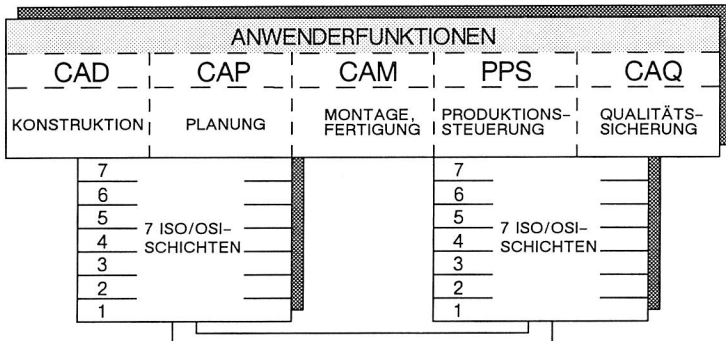 ANWENDERFUNKTIONEN
CAD CAP CAM PPS CAQ
KONSTRUKTION
PLANUNG
MONTAGE,
FERTIGUNG
PRODUKTIONS-
STEUERUNG
QUALITÄTS-
SICHERUNG
7
6
5
4
3
2
1
7 ISO/OSI-
SCHICHTEN
7
6
5
4
3
2
1
7 ISO/OSI-
SCHICHTEN